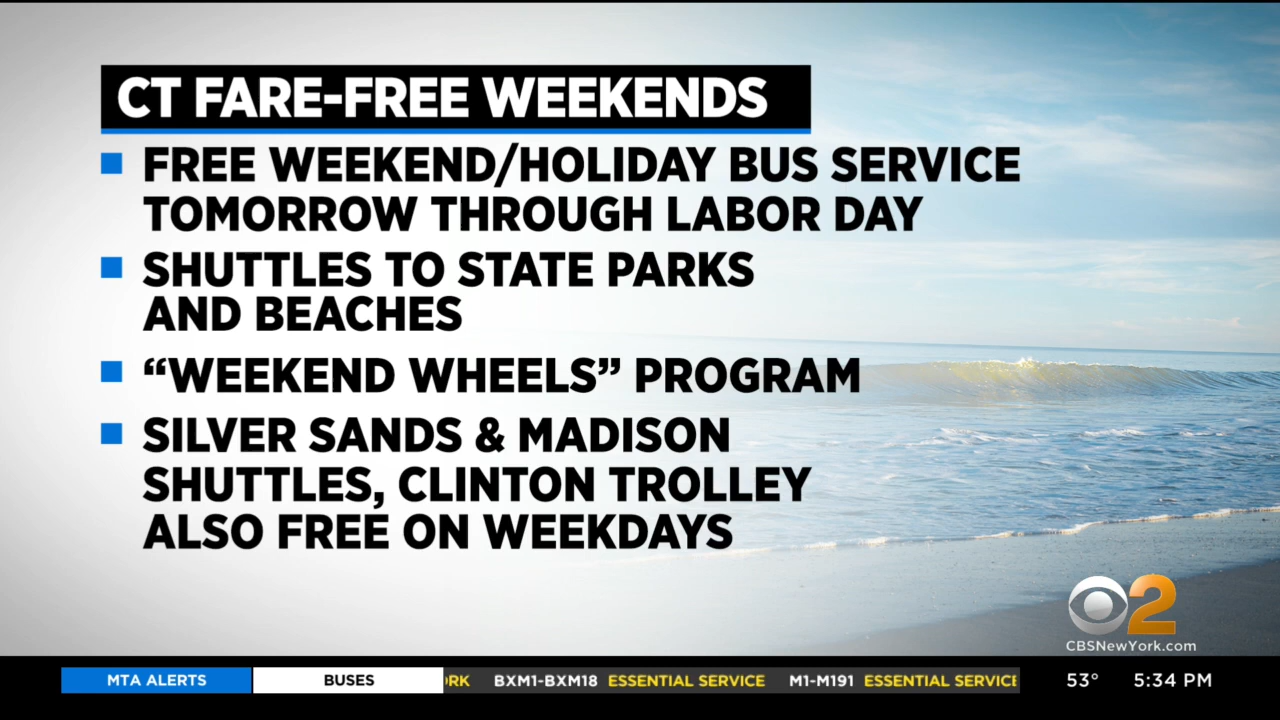 CT FARE-FREE WEEKENDS
FREE WEEKEND/HOLIDAY BUS SERVICE
TOMORROW THROUGH LABOR DAY
SHUTTLES TO STATE PARKS
AND BEACHES
“WEEKEND WHEELS” PROGRAM
SILVER SANDS & MADISON
SHUTTLES, CLINTON TROLLEY
ALSO FREE ON WEEKDAYS
2
CBSNewYork.com
MTA ALERTS BUSES RK BXM1-BXM18 ESSENTIAL SERVICE M1-M191 ESSENTIAL SERVICE 53° 5:34 PM